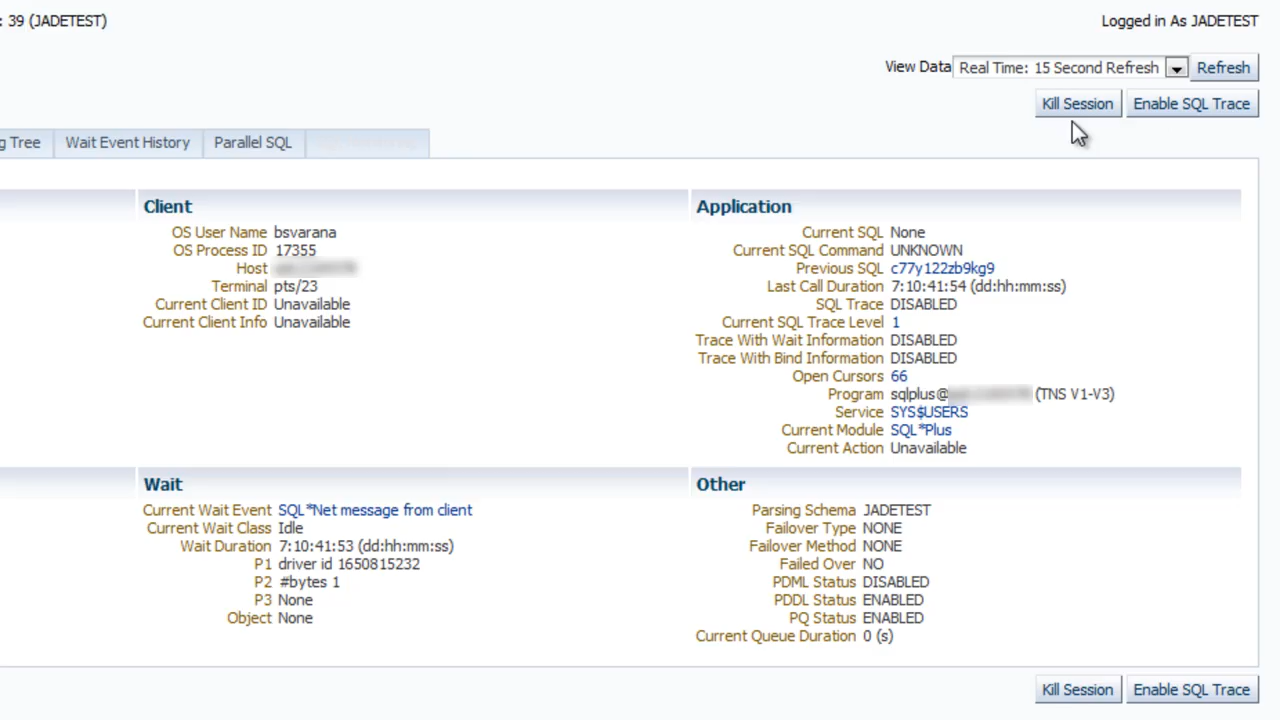 : 39 (JADETEST)
Logged in As JADETEST
View Data Real Time: 15 Second Refresh Refresh
Kill Session Enable SQL Trace
g Tree Wait Event History Parallel SQL
Client
OS User Name bsvarana
OS Process ID 17355
Host
Terminal pts/23
Current Client ID Unavailable
Current Client Info Unavailable
Application
Current SQL None
Current SQL Command UNKNOWN
Previous SQL c77y122zb9kg9
Last Call Duration 7:10:41:54 (dd:hh:mm:ss)
SQL Trace DISABLED
Current SQL Trace Level 1
Trace With Wait Information DISABLED
Trace With Bind Information DISABLED
Open Cursors 66
Program sqlplus@ (TNS V1-V3)
Service SYS$USERS
Current Module SQL*Plus
Current Action Unavailable
Wait
Current Wait Event SQL*Net message from client
Current Wait Class Idle
Wait Duration 7:10:41:53 (dd:hh:mm:ss)
P1 driver id 1650815232
P2 #bytes 1
P3 None
Object None
Other
Parsing Schema JADETEST
Failover Type NONE
Failover Method NONE
Failed Over NO
PDML Status DISABLED
PDDL Status ENABLED
PQ Status ENABLED
Current Queue Duration 0 (s)
Kill Session Enable SQL Trace